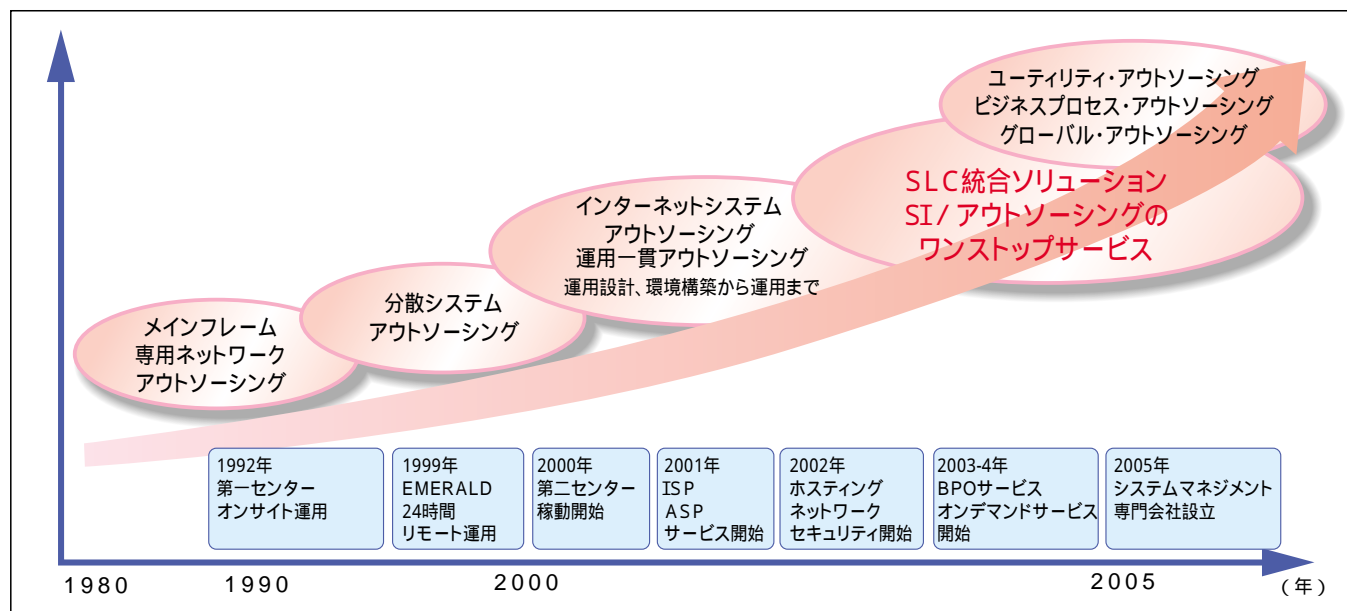 ユーティリティ・アウトソーシング
ビジネスプロセス・アウトソーシング
グローバル・アウトソーシング
SLC統合ソリューション
SI/アウトソーシングの
ワンストップサービス
インターネットシステム
アウトソーシング
運用一貫アウトソーシング
運用設計、環境構築から運用まで
分散システム
アウトソーシング
メインフレーム
専用ネットワーク
アウトソーシング
1992年
第一センター
オンサイト運用
1999年
EMERALD
24時間
リモート運用
2000年
第二センター
稼動開始
2001年
ISP
ASP
サービス開始
2002年
ホスティング
ネットワーク
セキュリティ開始
2003-4年
BPOサービス
オンデマンドサービス
開始
2005年
システムマネジメント
専門会社設立
1980
1990
2000
2005
(年)